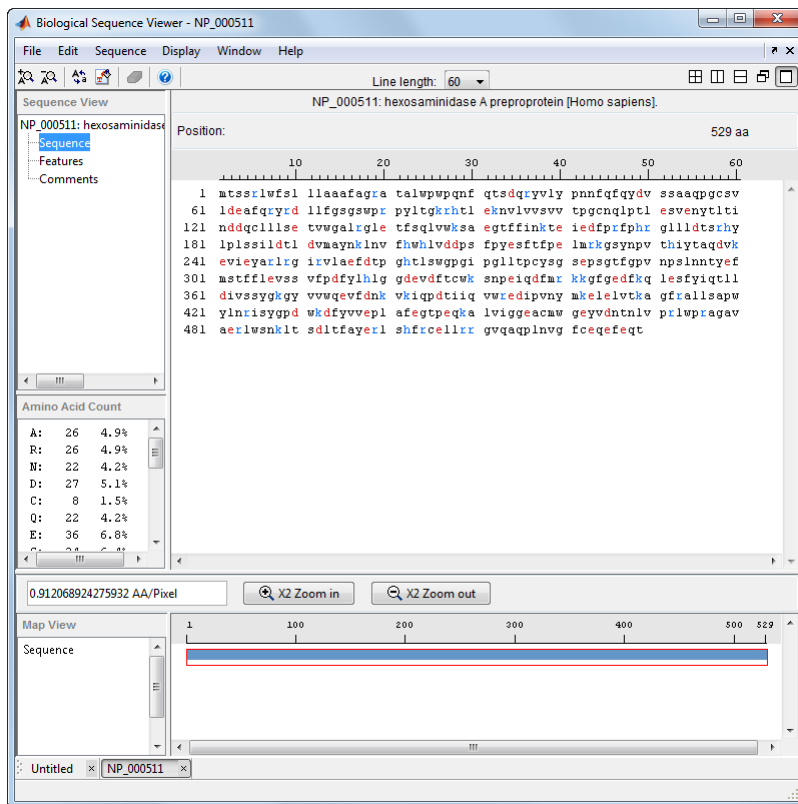 Biological Sequence Viewer - NP_000511
File Edit Sequence Display Window Help
Line length: 60
Sequence View
NP_000511: hexosaminidase A preproprotein [Homo sapiens].
NP_000511: hexosaminidase
Sequence
Features
Comments
Position: 529 aa
10 20 30 40 50 60
1 mtssrlwfsl llaaafagra talwpwpqnf qtsdqryvly pnnfqfqydv ssaaqpgcsv
61 ldeafqryrd llfgsgswpr pyltgkrhtl eknvlvvsvv tpgcnqlptl esvenytlti
121 nddqclllse tvwgalrgle tfsqlvwksa egtffinkte iedfprfphr gllldtsrhy
181 lplssildtl dvmaynklnv fhwhlvddps fpyesftfpe lmrkgsynpv thiytaqdvk
241 evieyarlrg irvlaefdtp ghtlswgpgi pglltpcysg sepsgtfgpv npslnntyef
301 mstfflevss vfpdfylhlg gdevdftcwk snpeiqdfmr kkgfgedfkq lesfyiqtll
361 divssygkgy vvwqevfdnk vkiqpdtiiq vwredipvny mkelelvtka gfrallsapw
421 ylnrisygpd wkdfyvvepl afegtpeqka lviggeacmw geyvdntnlv prlwpragav
481 aerlwsnklt sdltfayerl shfrcellrr gvqaqplnvg fceqefeqt
Amino Acid Count
A: 26 4.9%
R: 26 4.9%
N: 22 4.2%
D: 27 5.1%
C: 8 1.5%
Q: 22 4.2%
E: 36 6.8%
0.912068924275932 AA/Pixel
X2 Zoom in
X2 Zoom out
Map View
1 100 200 300 400 500 529
Sequence
Untitled
NP_000511